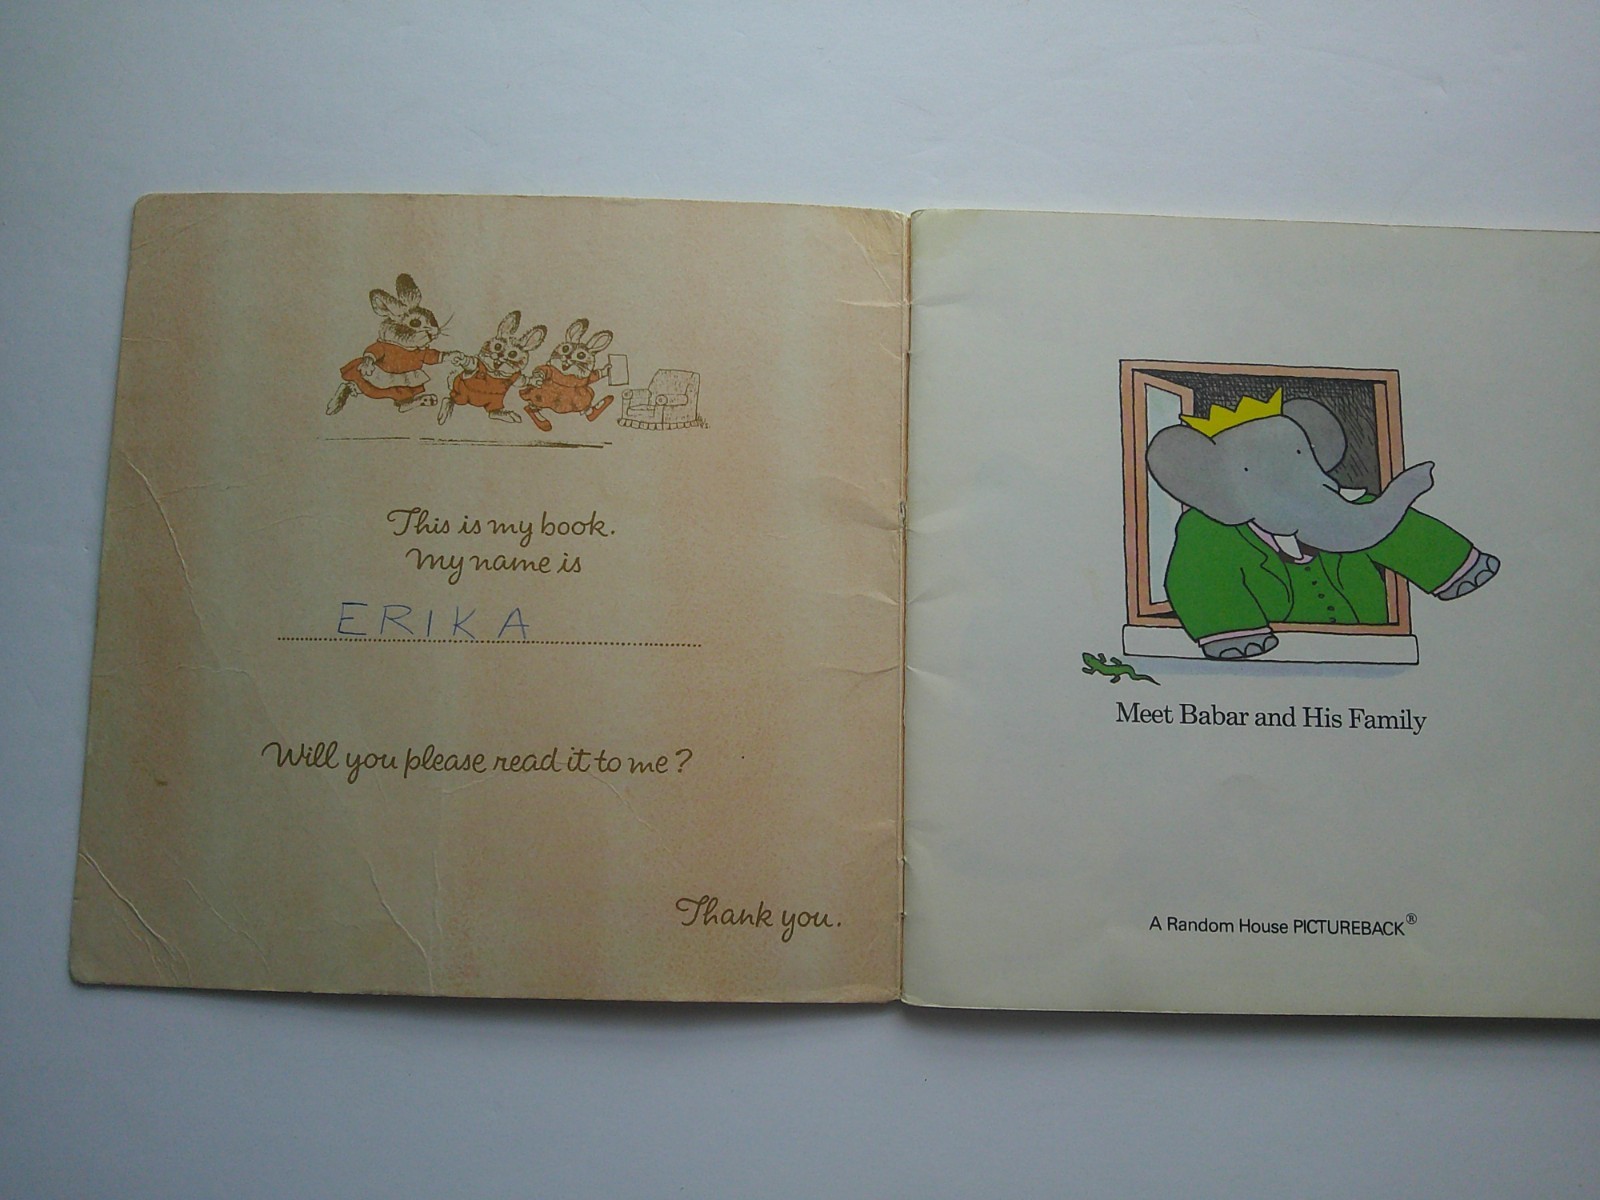 This is my book.
My name is
ERIKA
Will you please read it to me?
Thank you.
Meet Babar and His Family
A Random House PICTUREBACK®